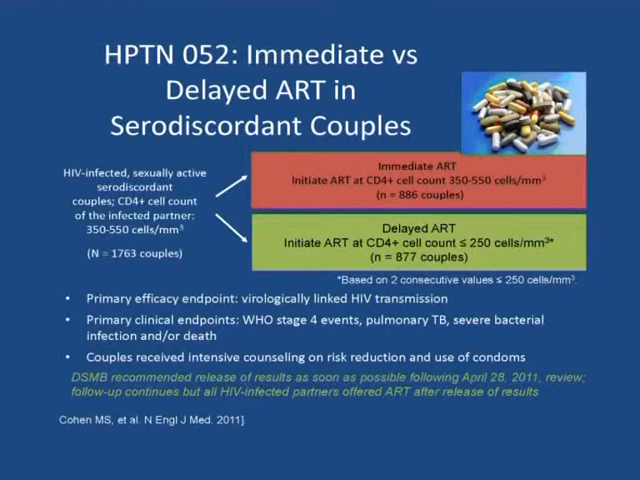 HPTN 052: Immediate vs
Delayed ART in
Serodiscordant Couples
HIV-infected, sexually active
serodiscordant
couples; CD4+ cell count
of the infected partner:
350-550 cells/mm³
(N = 1763 couples)
Immediate ART
Initiate ART at CD4+ cell count 350-550 cells/mm³
(n = 886 couples)
Delayed ART
Initiate ART at CD4+ cell count ≤ 250 cells/mm³*
(n = 877 couples)
*Based on 2 consecutive values ≤ 250 cells/mm³.
• Primary efficacy endpoint: virologically linked HIV transmission
• Primary clinical endpoints: WHO stage 4 events, pulmonary TB, severe bacterial
infection and/or death
• Couples received intensive counseling on risk reduction and use of condoms
DSMB recommended release of results as soon as possible following April 28, 2011, review;
follow-up continues but all HIV-infected partners offered ART after release of results
Cohen MS, et al. N Engl J Med. 2011].